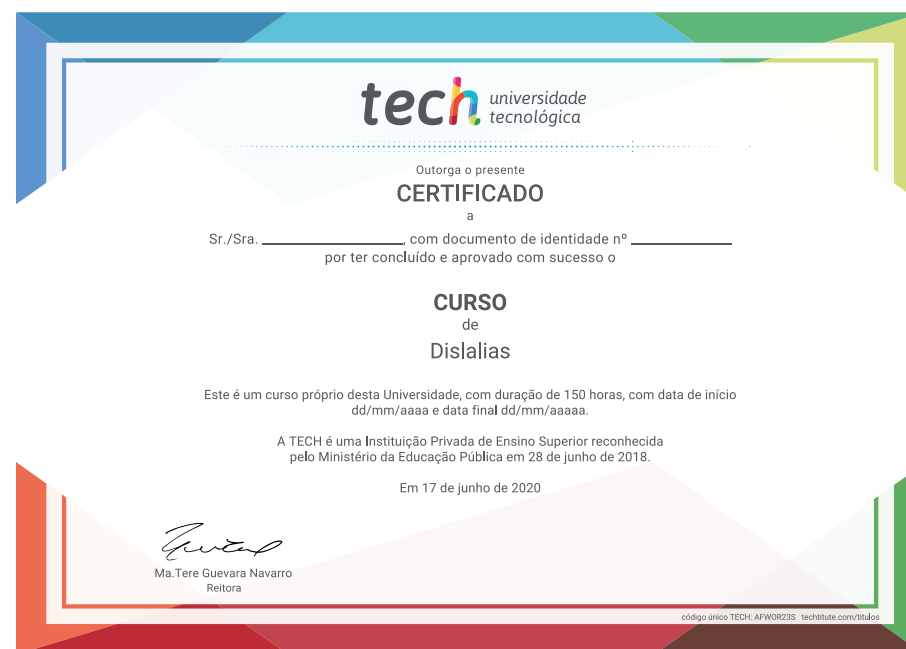 tech universidade
tecnológica
Outorga o presente
CERTIFICADO
a
Sr./Sra. , com documento de identidade nº
por ter concluído e aprovado com sucesso o
CURSO
de
Dislalias
Este é um curso próprio desta Universidade, com duração de 150 horas, com data de início
dd/mm/aaaa e data final dd/mm/aaaaa.
A TECH é uma Instituição Privada de Ensino Superior reconhecida
pelo Ministério da Educação Pública em 28 de junho de 2018.
Em 17 de junho de 2020
Ma.Tere Guevara Navarro
Reitora
código único TECH: AFWOR23S techtitute.com/titulos